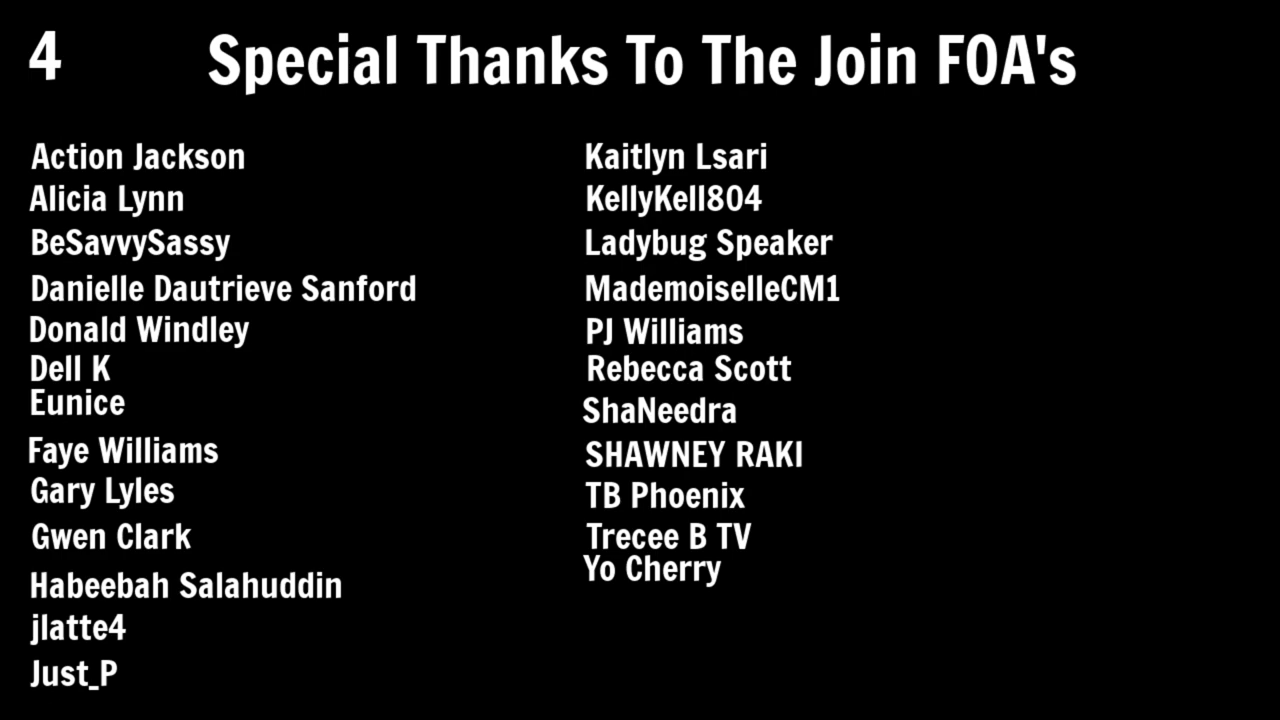 4
Special Thanks To The Join FOA's
Action Jackson
Alicia Lynn
BeSavvySassy
Danielle Dautrieve Sanford
Donald Windley
Dell K
Eunice
Faye Williams
Gary Lyles
Gwen Clark
Habeebah Salahuddin
jlatte4
Just_P
Kaitlyn Lsari
KellyKell804
Ladybug Speaker
MademoiselleCM1
PJ Williams
Rebecca Scott
ShaNeedra
SHAWNEY RAKI
TB Phoenix
Trecee B TV
Yo Cherry